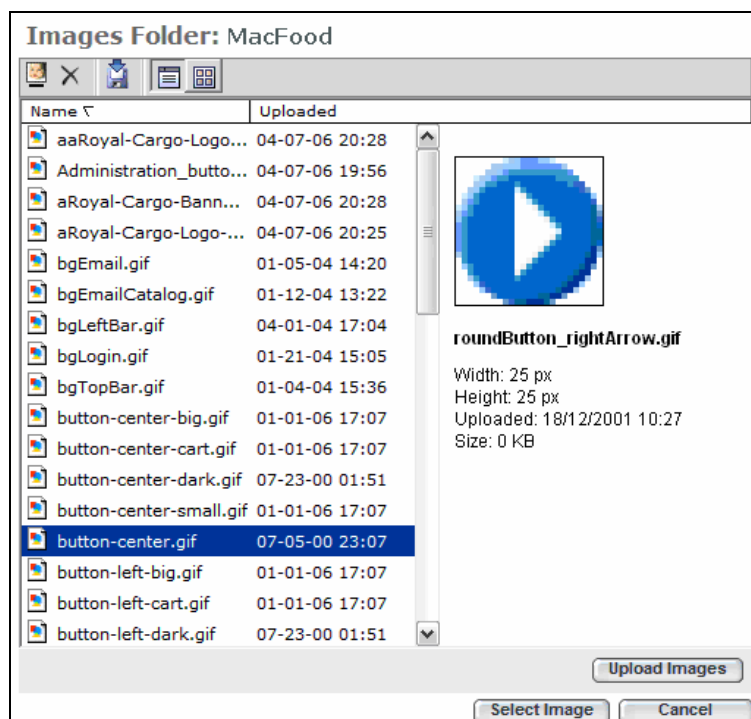 Images Folder: MacFood
Name Uploaded
aaRoyal-Cargo-Logo... 04-07-06 20:28
Administration_butto... 04-07-06 19:56
aRoyal-Cargo-Bann... 04-07-06 20:28
aRoyal-Cargo-Logo-... 04-07-06 20:25
bgEmail.gif 01-05-04 14:20
bgEmailCatalog.gif 01-12-04 13:22
bgLeftBar.gif 04-01-04 17:04
bgLogin.gif 01-21-04 15:05
bgTopBar.gif 01-04-04 15:36
button-center-big.gif 01-01-06 17:07
button-center-cart.gif 01-01-06 17:07
button-center-dark.gif 07-23-00 01:51
button-center-small.gif 01-01-06 17:07
button-center.gif 07-05-00 23:07
button-left-big.gif 01-01-06 17:07
button-left-cart.gif 01-01-06 17:07
button-left-dark.gif 07-23-00 01:51
roundButton_rightArrow.gif
Width: 25 px
Height: 25 px
Uploaded: 18/12/2001 10:27
Size: 0 KB
Upload Images
Select Image Cancel